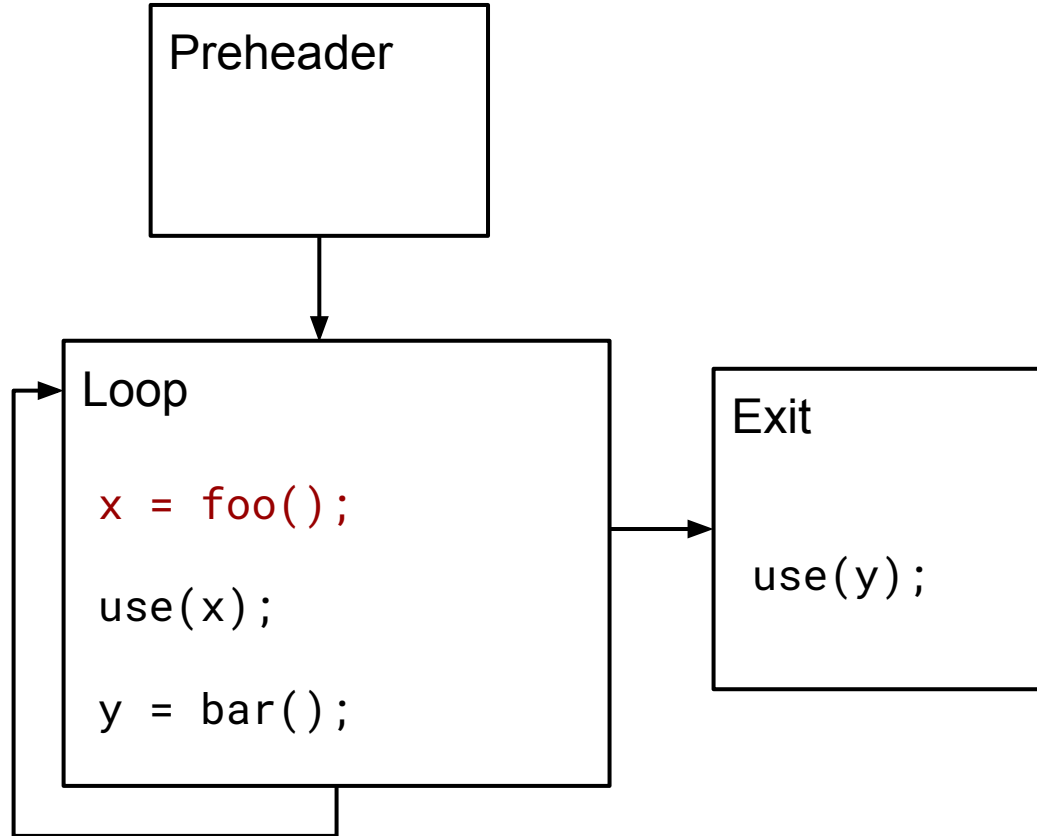 Preheader
Loop
x = foo();
use(x);
y = bar();
Exit
use(y);